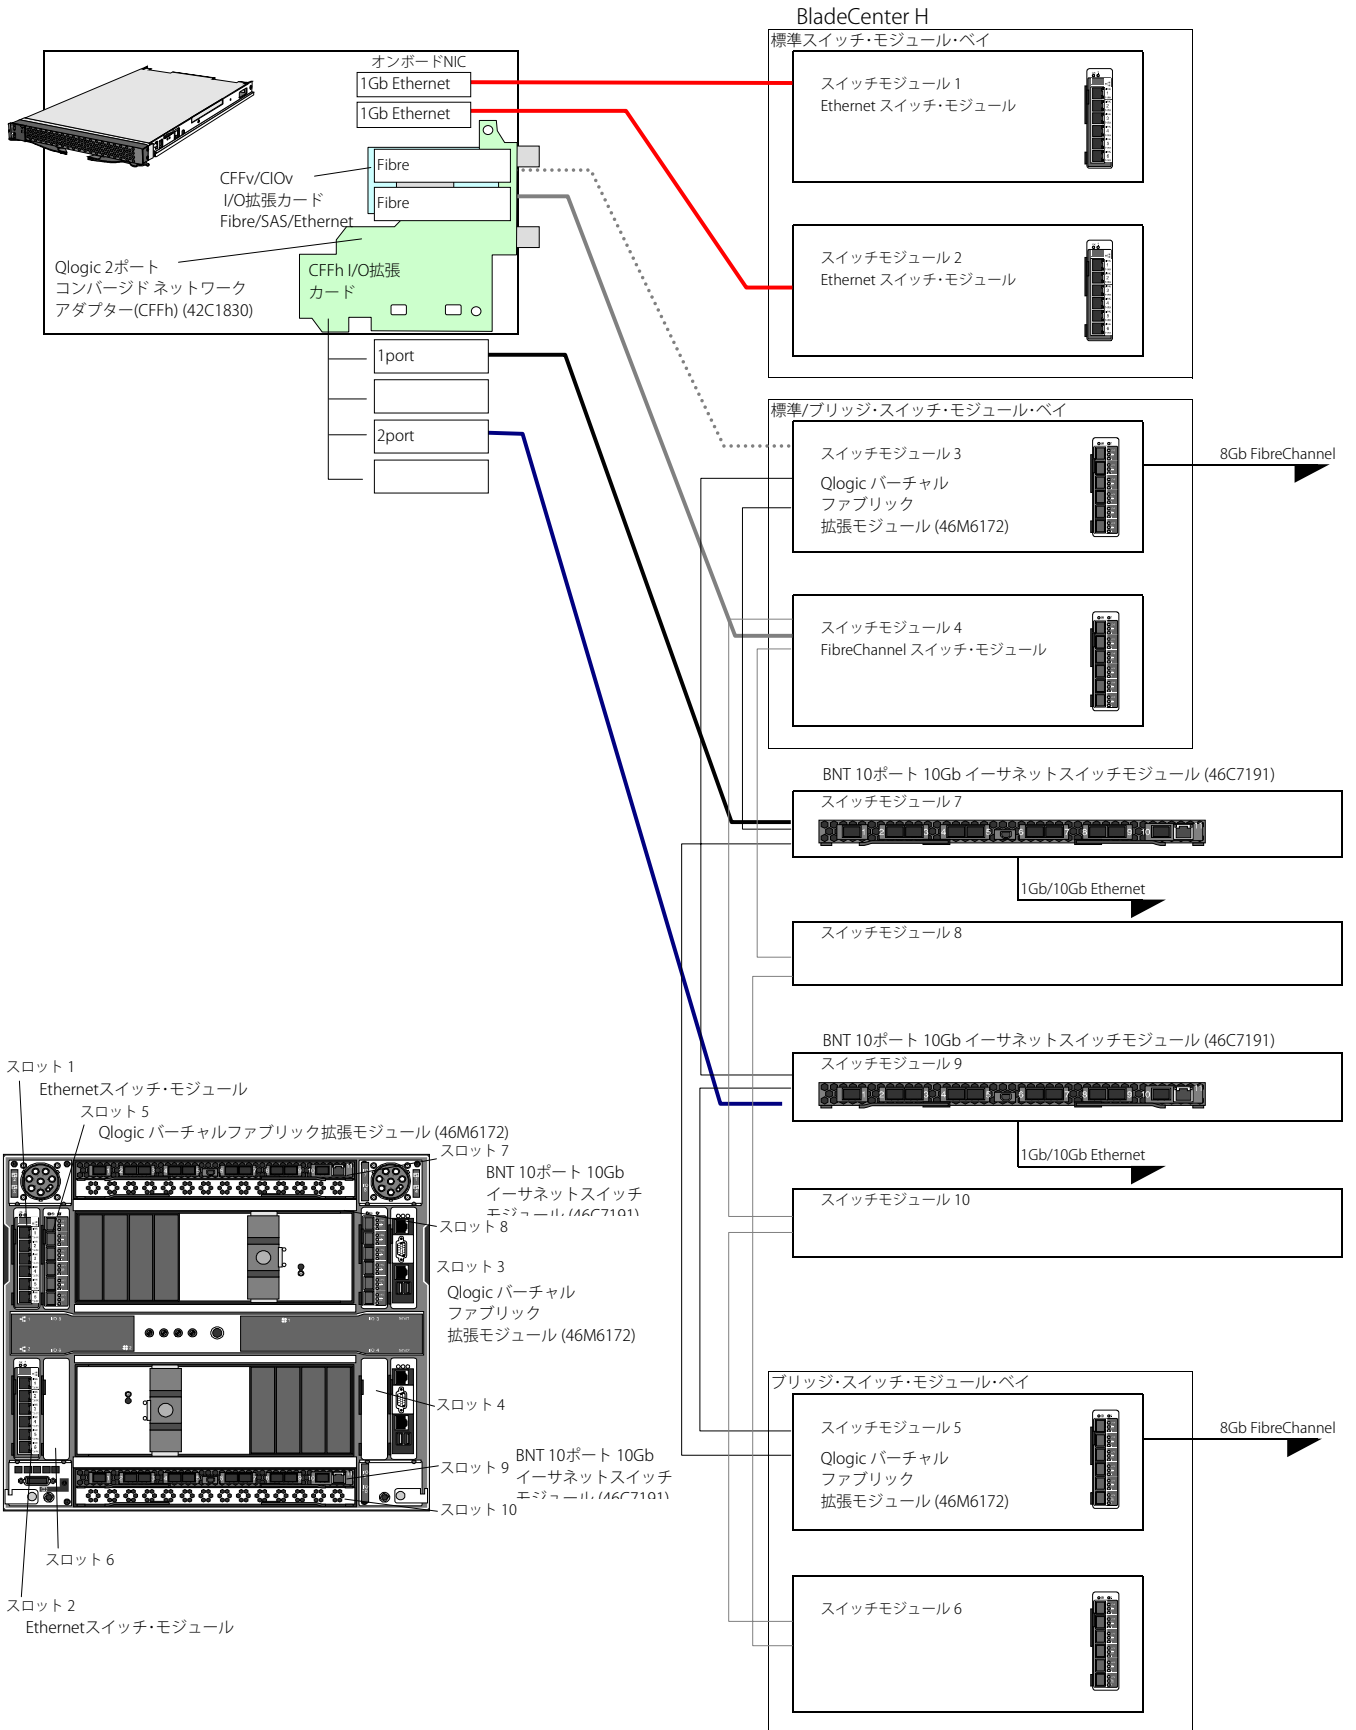 BladeCenter H
標準スイッチ・モジュール・ベイ
オンボードNIC
1Gb Ethernet
1Gb Ethernet
Fibre
Fibre
CFFv/CIOv
I/O拡張カード
Fibre/SAS/Ethernet
Qlogic 2ポート
コンバージド ネットワーク
アダプター(CFFh) (42C1830)
CFFh I/O拡張
カード
1port
2port
スイッチモジュール 1
Ethernet スイッチ・モジュール
スイッチモジュール 2
Ethernet スイッチ・モジュール
標準/ブリッジ・スイッチ・モジュール・ベイ
スイッチモジュール 3
Qlogic バーチャル
ファブリック
拡張モジュール (46M6172)
8Gb FibreChannel
スイッチモジュール 4
FibreChannel スイッチ・モジュール
BNT 10ポート 10Gb イーサネットスイッチモジュール (46C7191)
スイッチモジュール 7
1Gb/10Gb Ethernet
スイッチモジュール 8
BNT 10ポート 10Gb イーサネットスイッチモジュール (46C7191)
スイッチモジュール 9
1Gb/10Gb Ethernet
スイッチモジュール 10
ブリッジ・スイッチ・モジュール・ベイ
スイッチモジュール 5
Qlogic バーチャル
ファブリック
拡張モジュール (46M6172)
8Gb FibreChannel
スイッチモジュール 6
スロット 1
Ethernetスイッチ・モジュール
スロット 5
Qlogic バーチャルファブリック拡張モジュール (46M6172)
スロット 7
BNT 10ポート 10Gb
イーサネットスイッチ
モジュール (46C7191)
スロット 8
スロット 3
Qlogic バーチャル
ファブリック
拡張モジュール (46M6172)
スロット 4
スロット 9
BNT 10ポート 10Gb
イーサネットスイッチ
モジュール (46C7191)
スロット 10
スロット 6
スロット 2
Ethernetスイッチ・モジュール